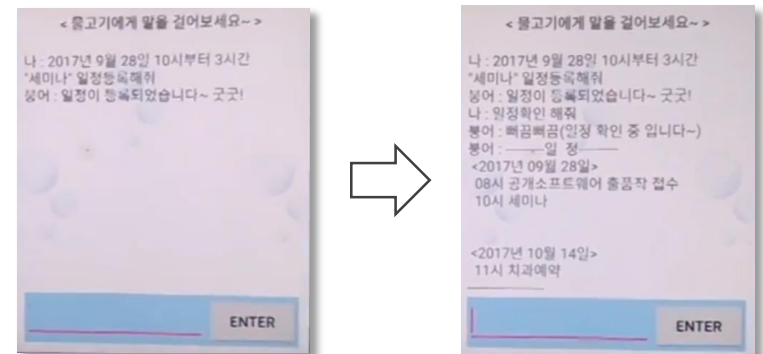 < 물고기에게 말을 걸어보세요~ >
나 : 2017년 9월 28일 10시부터 3시간
"세미나" 일정등록해줘
붕어 : 일정이 등록되었습니다~ 굿굿!
ENTER
< 물고기에게 말을 걸어보세요~ >
나 : 2017년 9월 28일 10시부터 3시간
"세미나" 일정등록해줘
붕어 : 일정이 등록되었습니다~ 굿굿!
나 : 일정확인 해줘
붕어 : 뻐끔뻐끔(일정 확인 중 입니다~)
붕어 : ———일 정———
<2017년 09월 28일>
08시 공개소프트웨어 출품작 접수
10시 세미나
<2017년 10월 14일>
11시 치과예약
ENTER